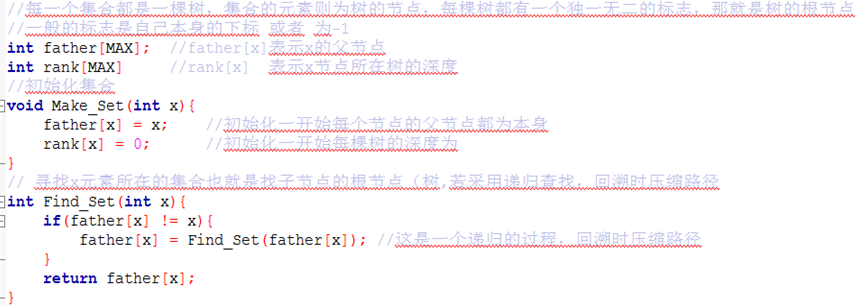 //每一个集合都是一棵树，集合的元素则为树的节点，每棵树都有一个独一无二的标志，那就是树的根节点
//一般的标志是自己本身的下标 或者 为-1
int father[MAX];  //father[x]表示x的父节点
int rank[MAX]     //rank[x]  表示x节点所在树的深度
//初始化集合
void Make_Set(int x){
    father[x] = x;    //初始化一开始每个节点的父节点都为本身
    rank[x] = 0;      //初始化一开始每棵树的深度为
}
// 寻找x元素所在的集合也就是找子节点的根节点（树,若采用递归查找，回溯时压缩路径
int Find_Set(int x){
    if(father[x] != x){
        father[x] = Find_Set(father[x]); //这是一个递归的过程，回溯时压缩路径
    }
    return father[x];
}